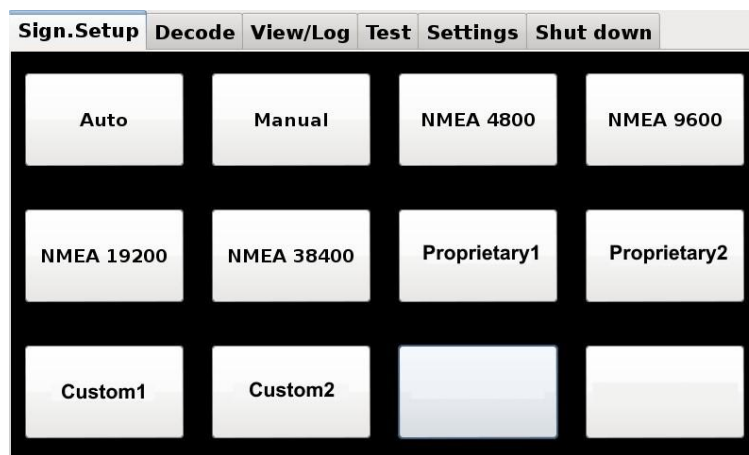 Sign.Setup Decode View/Log Test Settings Shut down
Auto Manual NMEA 4800 NMEA 9600
NMEA 19200 NMEA 38400 Proprietary1 Proprietary2
Custom1 Custom2